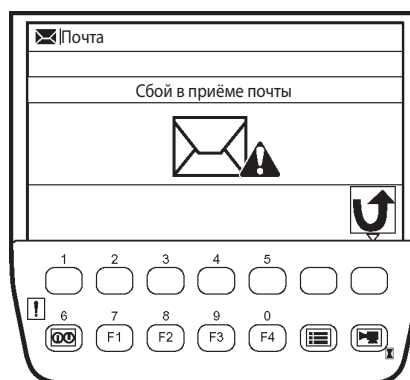 Почта
Сбой в приёме почты
1 2 3 4 5
6 7 8 9 0
F1 F2 F3 F4